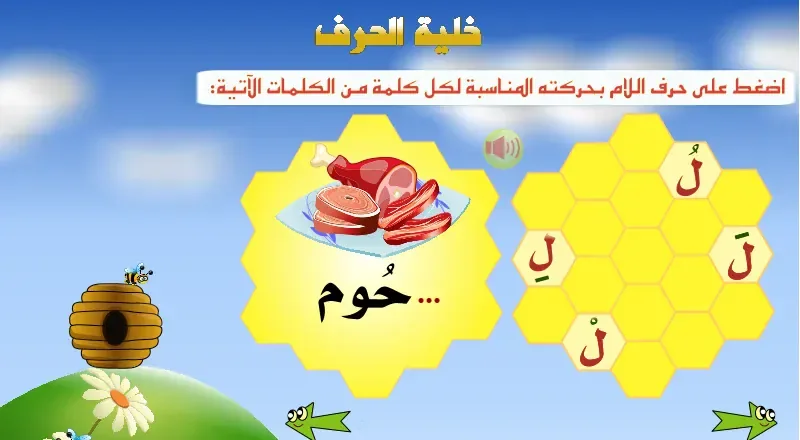 خلية الحرف
اضغط على حرف اللام بحركته المناسبة لكل كلمة من الكلمات الآتية:
...حُوم
لُ
لَ
لِ
لْ